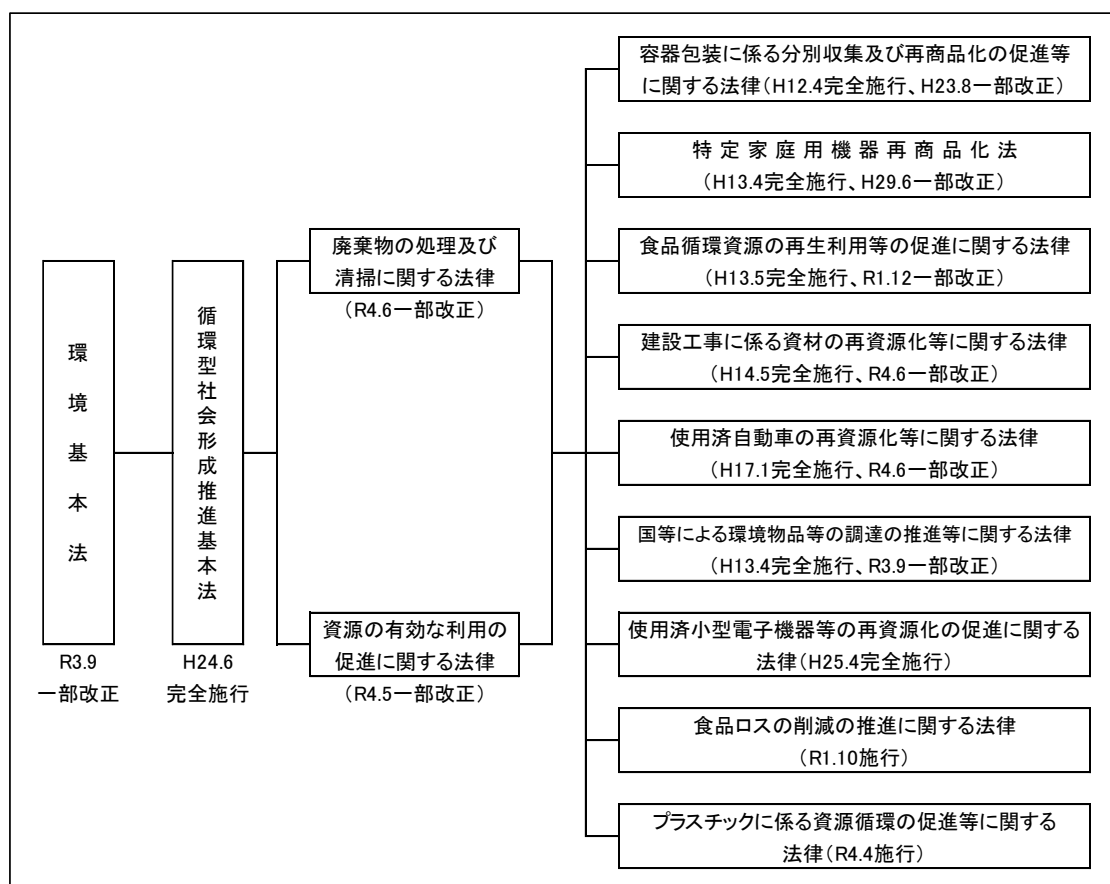 環境基本法
R3.9
一部改正
循環型社会形成推進基本法
H24.6
完全施行
廃棄物の処理及び
清掃に関する法律
（R4.6一部改正）
資源の有効な利用の
促進に関する法律
（R4.5一部改正）
容器包装に係る分別収集及び再商品化の促進等
に関する法律（H12.4完全施行、H23.8一部改正）
特定家庭用機器再商品化法
（H13.4完全施行、H29.6一部改正）
食品循環資源の再生利用等の促進に関する法律
（H13.5完全施行、R1.12一部改正）
建設工事に係る資材の再資源化等に関する法律
（H14.5完全施行、R4.6一部改正）
使用済自動車の再資源化等に関する法律
（H17.1完全施行、R4.6一部改正）
国等による環境物品等の調達の推進等に関する法律
（H13.4完全施行、R3.9一部改正）
使用済小型電子機器等の再資源化の促進に関する
法律（H25.4完全施行）
食品ロスの削減の推進に関する法律
（R1.10施行）
プラスチックに係る資源循環の促進等に関する
法律（R4.4施行）